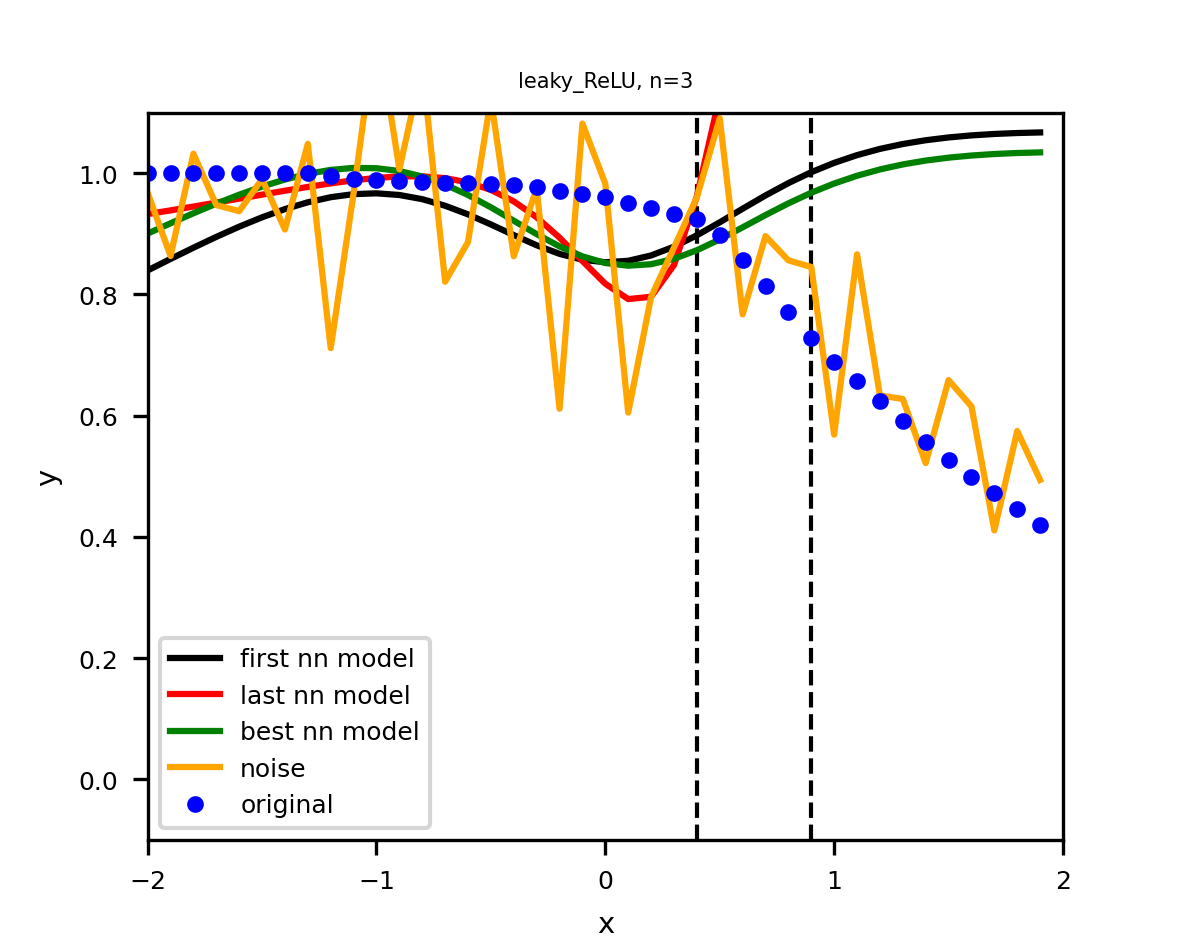 leaky_ReLU, n=3
y
1.0
0.8
0.6
0.4
0.2
0.0
first nn model
last nn model
best nn model
noise
original
−2
−1
0
1
2
x